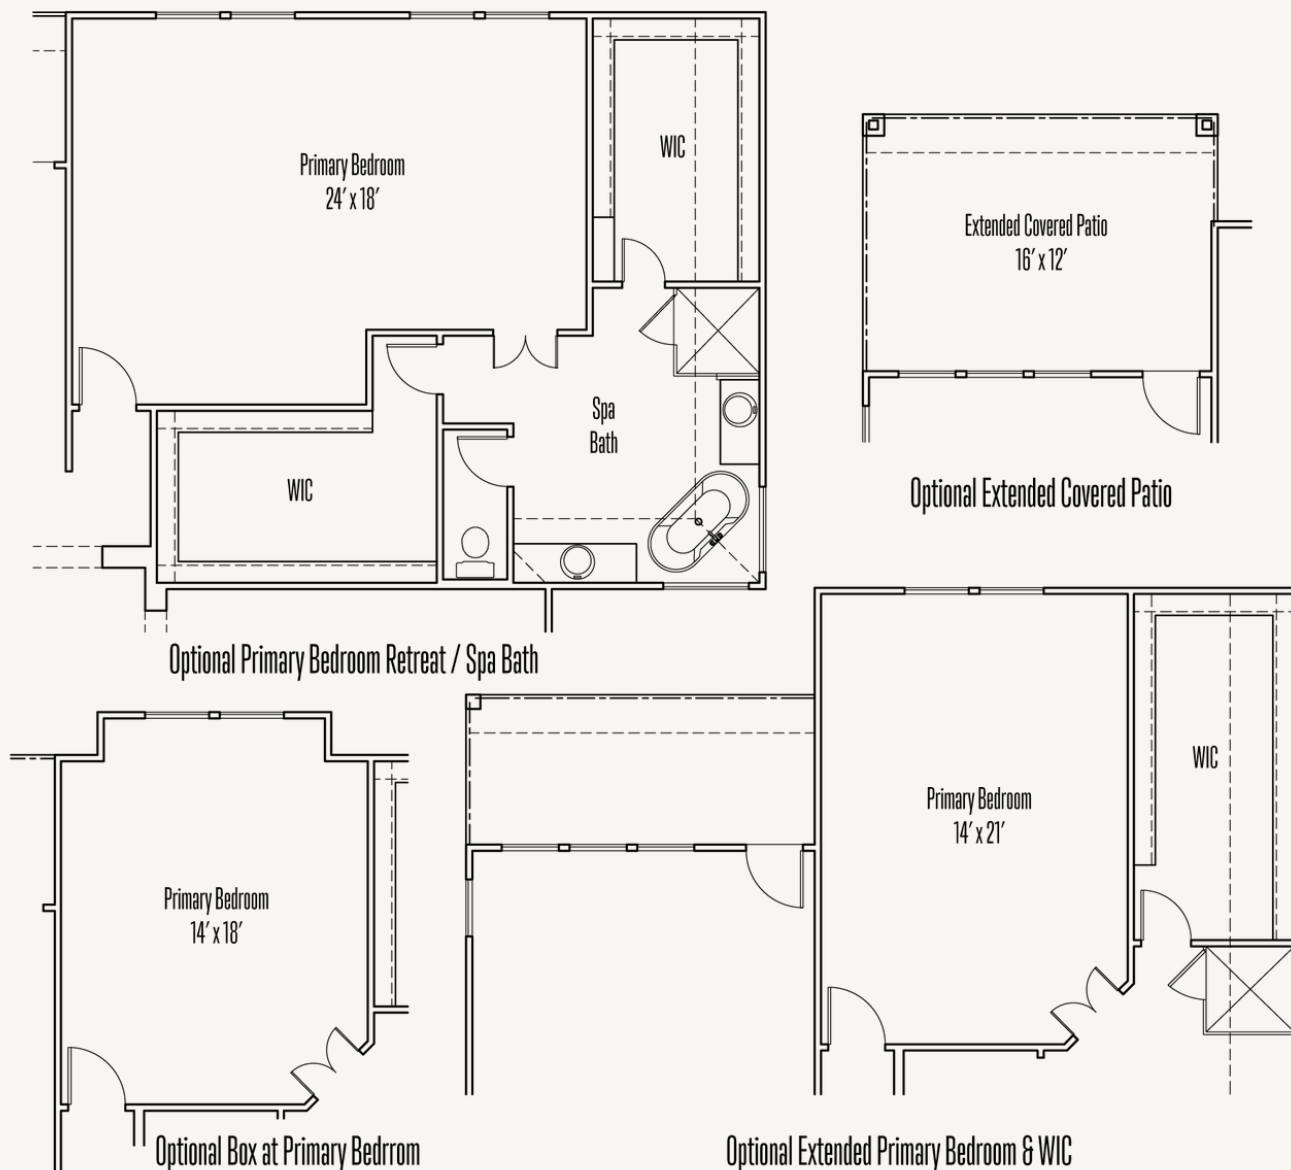 Primary Bedroom
24' x 18'
WIC
Spa
Bath
WIC
Optional Primary Bedroom Retreat / Spa Bath
Extended Covered Patio
16' x 12'
Optional Extended Covered Patio
Primary Bedroom
14' x 18'
Optional Box at Primary Bedrrom
Primary Bedroom
14' x 21'
WIC
Optional Extended Primary Bedroom & WIC